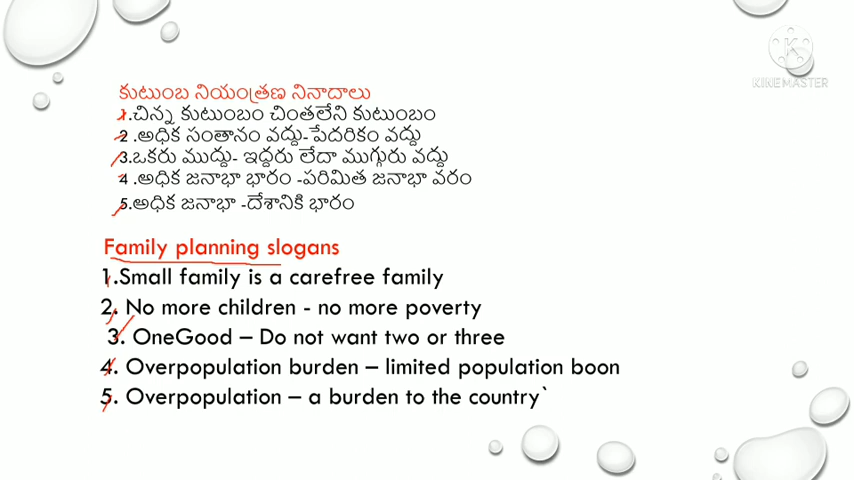 KINEMASTER
కుటుంబ నియంత్రణ నినాదాలు
1.చిన్న కుటుంబం చింతలేని కుటుంబం
2 .అధిక సంతానం వద్దు-పేదరికం వద్దు
3.ఒకరు ముద్దు- ఇద్దరు లేదా ముగ్గురు వద్దు
4 .అధిక జనాభా భారం -పరిమిత జనాభా వరం
5.అధిక జనాభా -దేశానికి భారం
Family planning slogans
1.Small family is a carefree family
2. No more children - no more poverty
3. OneGood – Do not want two or three
4. Overpopulation burden – limited population boon
5. Overpopulation – a burden to the country`